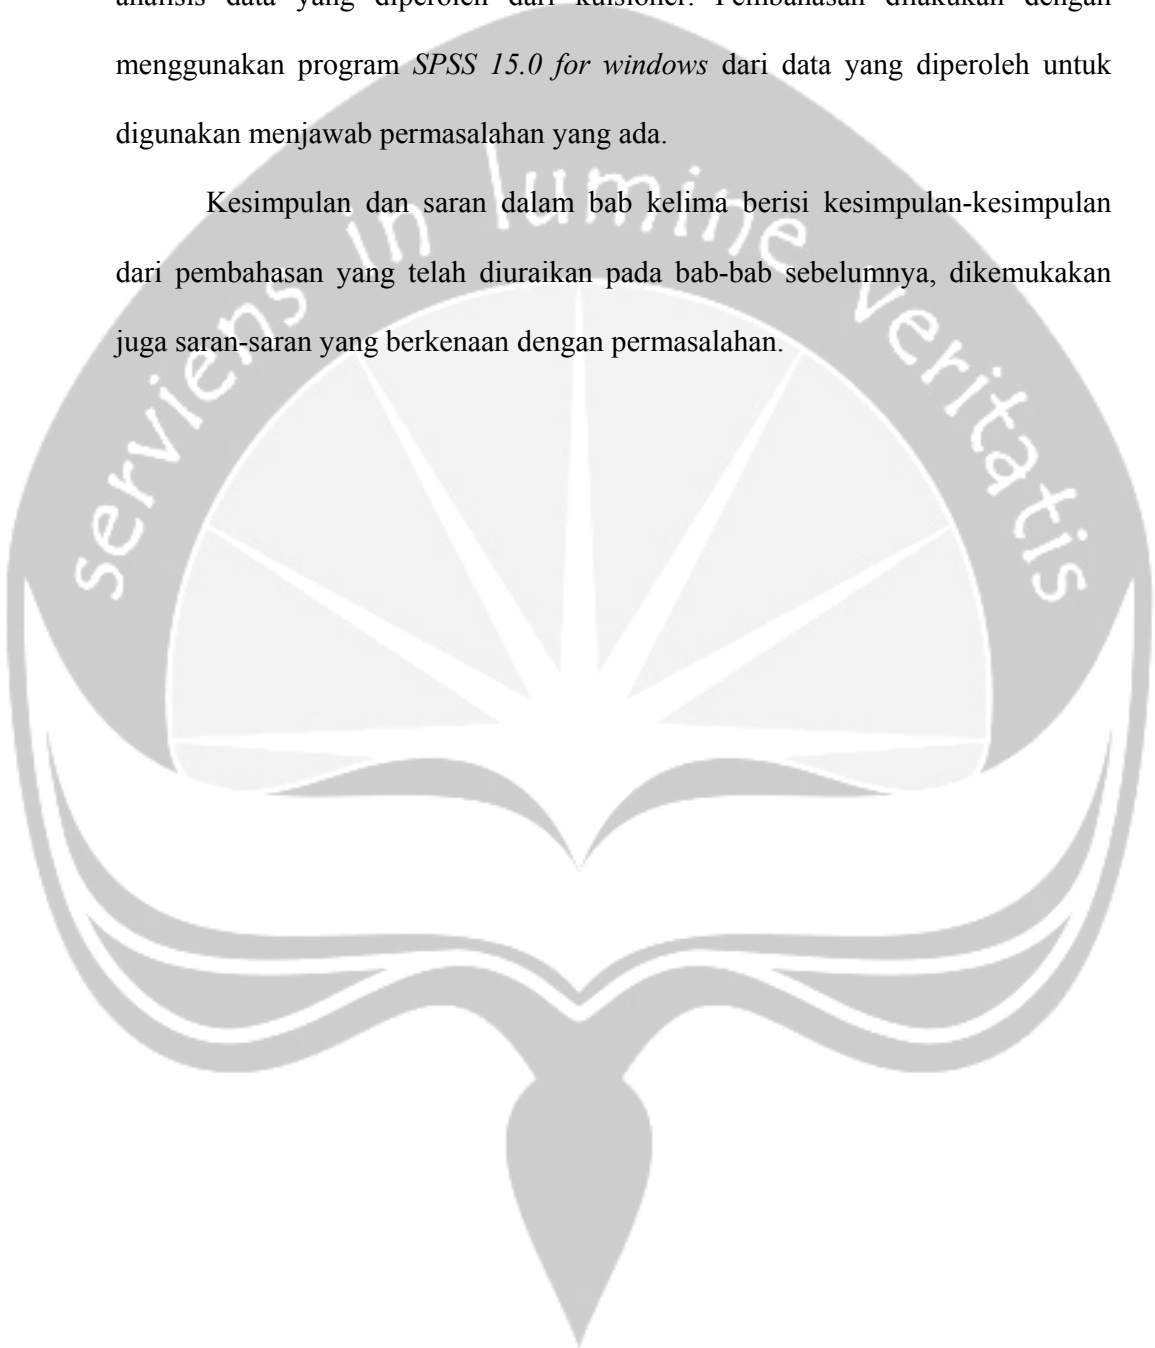 analisis data yang diperoleh dari kuisioner. Pembahasan dilakukan dengan
menggunakan program SPSS 15.0 for windows dari data yang diperoleh untuk
digunakan menjawab permasalahan yang ada.
Kesimpulan dan saran dalam bab kelima berisi kesimpulan-kesimpulan
dari pembahasan yang telah diuraikan pada bab-bab sebelumnya, dikemukakan
juga saran-saran yang berkenaan dengan permasalahan.
serviens in lumine veritatis